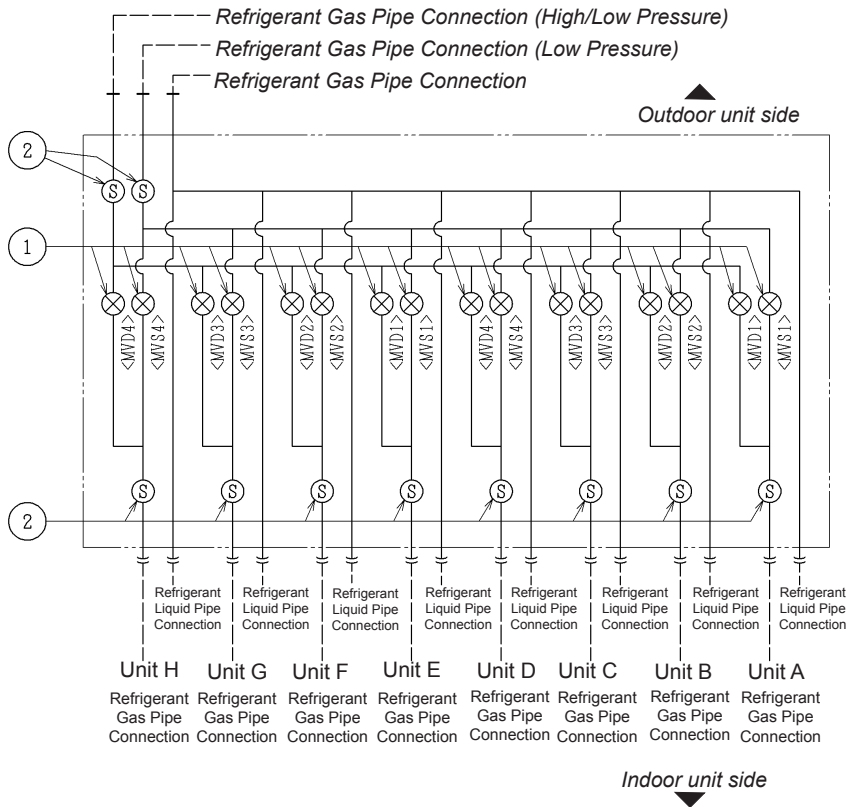 Refrigerant Gas Pipe Connection (High/Low Pressure)
Refrigerant Gas Pipe Connection (Low Pressure)
Refrigerant Gas Pipe Connection
Outdoor unit side
2
S S
1
<MVD4> <MVS4> <MVD3> <MVS3> <MVD2> <MVS2> <MVD1> <MVS1> <MVD4> <MVS4> <MVD3> <MVS3> <MVD2> <MVS2> <MVD1> <MVS1>
S S S S S S S S
2
Refrigerant Refrigerant Refrigerant Refrigerant Refrigerant Refrigerant Refrigerant Refrigerant
Liquid Pipe Liquid Pipe Liquid Pipe Liquid Pipe Liquid Pipe Liquid Pipe Liquid Pipe Liquid Pipe
Connection Connection Connection Connection Connection Connection Connection Connection
Unit H Unit G Unit F Unit E Unit D Unit C Unit B Unit A
Refrigerant Refrigerant Refrigerant Refrigerant Refrigerant Refrigerant Refrigerant Refrigerant
Gas Pipe Gas Pipe Gas Pipe Gas Pipe Gas Pipe Gas Pipe Gas Pipe Gas Pipe
Connection Connection Connection Connection Connection Connection Connection Connection
Indoor unit side